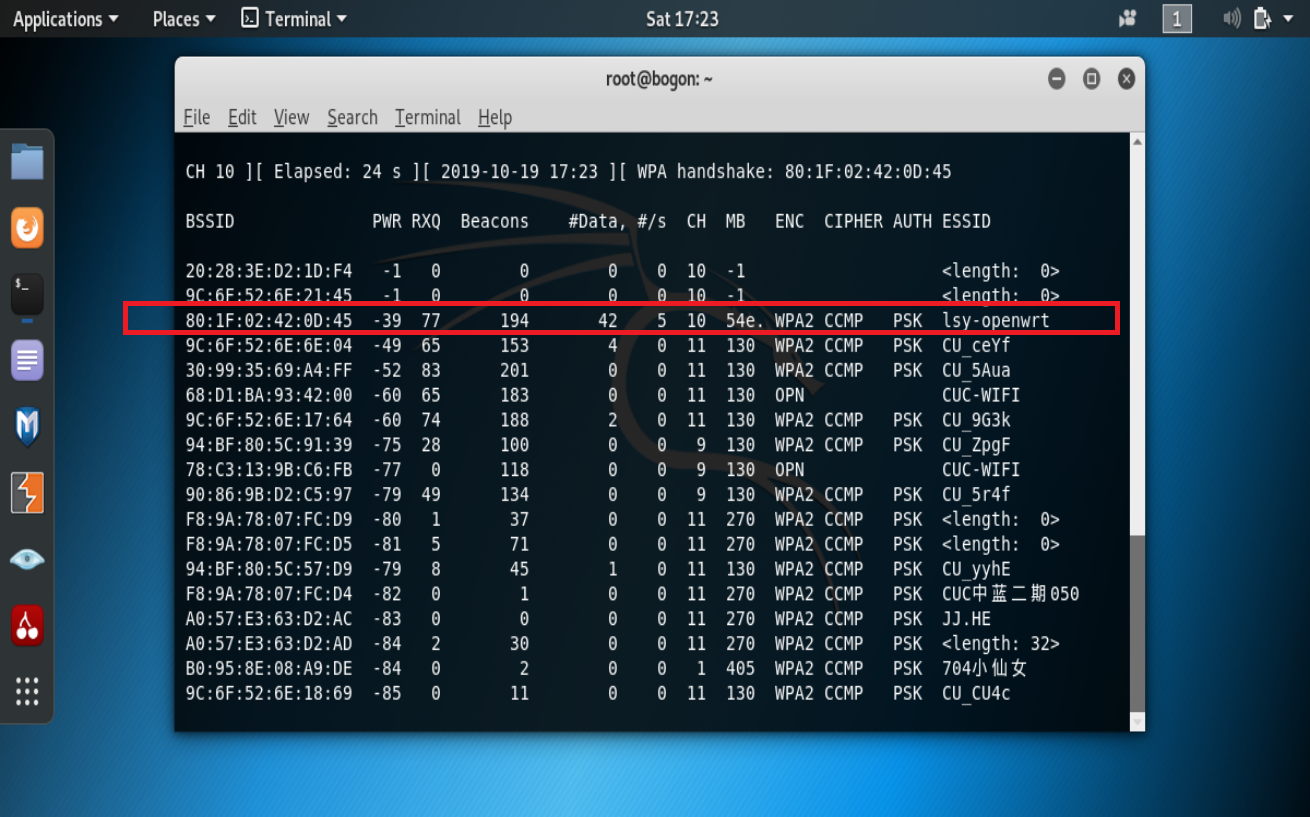 Applications Places Terminal Sat 17:23 1
root@bogon: ~
File Edit View Search Terminal Help
CH 10 ][ Elapsed: 24 s ][ 2019-10-19 17:23 ][ WPA handshake: 80:1F:02:42:0D:45
BSSID PWR RXQ Beacons #Data, #/s CH MB ENC CIPHER AUTH ESSID
20:28:3E:D2:1D:F4 -1 0 0 0 0 10 -1 <length: 0>
9C:6F:52:6E:21:45 -1 0 0 0 0 10 -1 <length: 0>
80:1F:02:42:0D:45 -39 77 194 42 5 10 54e. WPA2 CCMP PSK lsy-openwrt
9C:6F:52:6E:6E:04 -49 65 153 4 0 11 130 WPA2 CCMP PSK CU_ceYf
30:99:35:69:A4:FF -52 83 201 0 0 11 130 WPA2 CCMP PSK CU_5Aua
68:D1:BA:93:42:00 -60 65 183 0 0 11 130 OPN CUC-WIFI
9C:6F:52:6E:17:64 -60 74 188 2 0 11 130 WPA2 CCMP PSK CU_9G3k
94:BF:80:5C:91:39 -75 28 100 0 0 9 130 WPA2 CCMP PSK CU_ZpgF
78:C3:13:9B:C6:FB -77 0 118 0 0 9 130 OPN CUC-WIFI
90:86:9B:D2:C5:97 -79 49 134 0 0 9 130 WPA2 CCMP PSK CU_5r4f
F8:9A:78:07:FC:D9 -80 1 37 0 0 11 270 WPA2 CCMP PSK <length: 0>
F8:9A:78:07:FC:D5 -81 5 71 0 0 11 270 WPA2 CCMP PSK <length: 0>
94:BF:80:5C:57:D9 -79 8 45 1 0 11 130 WPA2 CCMP PSK CU_yyhE
F8:9A:78:07:FC:D4 -82 0 1 0 0 11 270 WPA2 CCMP PSK CUC中蓝二期050
A0:57:E3:63:D2:AC -83 0 0 0 0 11 270 WPA2 CCMP PSK JJ.HE
A0:57:E3:63:D2:AD -84 2 30 0 0 11 270 WPA2 CCMP PSK <length: 32>
B0:95:8E:08:A9:DE -84 0 2 0 0 1 405 WPA2 CCMP PSK 704小仙女
9C:6F:52:6E:18:69 -85 0 11 0 0 11 130 WPA2 CCMP PSK CU_CU4c